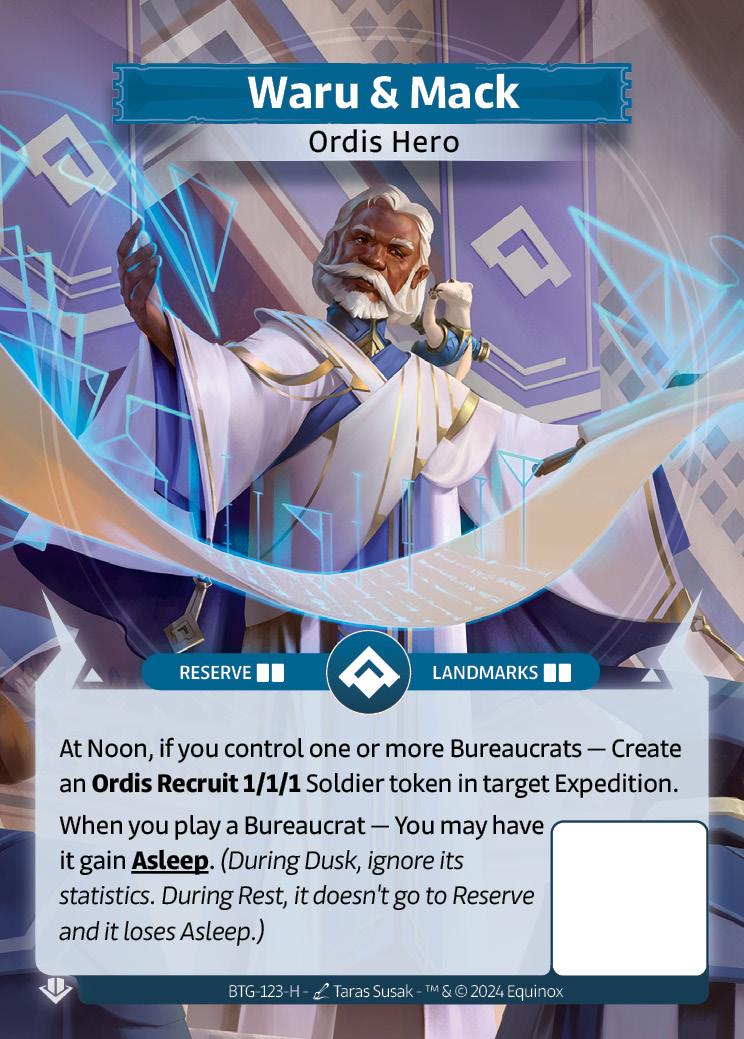 Waru & Mack
Ordis Hero
RESERVE
LANDMARKS
At Noon, if you control one or more Bureaucrats — Create
an Ordis Recruit 1/1/1 Soldier token in target Expedition.
When you play a Bureaucrat — You may have
it gain Asleep. (During Dusk, ignore its
statistics. During Rest, it doesn't go to Reserve
and it loses Asleep.)
BTG-123-H - Taras Susak - ™ & © 2024 Equinox